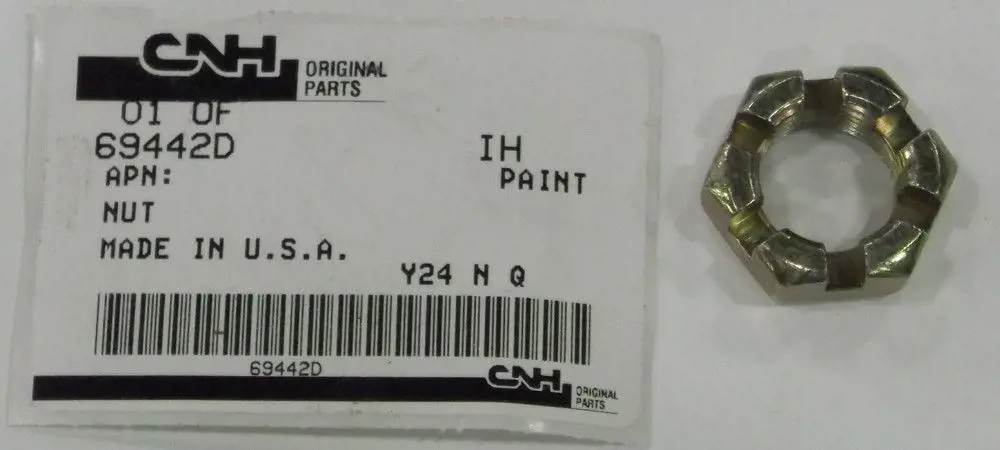 CNH ORIGINAL
PARTS
01 OF
69442D IH
APN: PAINT
NUT
MADE IN U.S.A.
Y24 N Q
69442D
CNH ORIGINAL
PARTS